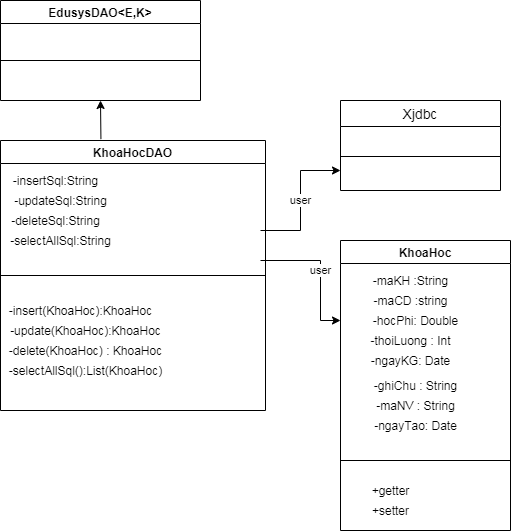 EdusysDAO<E,K>
KhoaHocDAO
-insertSql:String
-updateSql:String
-deleteSql:String
-selectAllSql:String
-insert(KhoaHoc):KhoaHoc
-update(KhoaHoc):KhoaHoc
-delete(KhoaHoc) : KhoaHoc
-selectAllSql():List(KhoaHoc)
user
user
Xjdbc
KhoaHoc
-maKH :String
-maCD :string
-hocPhi: Double
-thoiLuong : Int
-ngayKG: Date
-ghiChu : String
-maNV : String
-ngayTao: Date
+getter
+setter